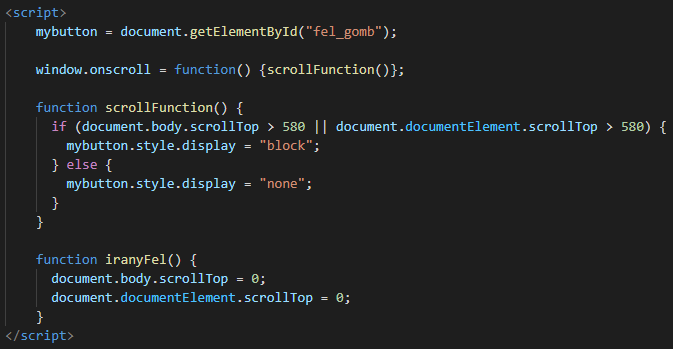 <script>
    mybutton = document.getElementById("fel_gomb");

    window.onscroll = function() {scrollFunction()};

    function scrollFunction() {
      if (document.body.scrollTop > 580 || document.documentElement.scrollTop > 580) {
        mybutton.style.display = "block";
      } else {
        mybutton.style.display = "none";
      }
    }

    function iranyFel() {
      document.body.scrollTop = 0;
      document.documentElement.scrollTop = 0;
    }
</script>